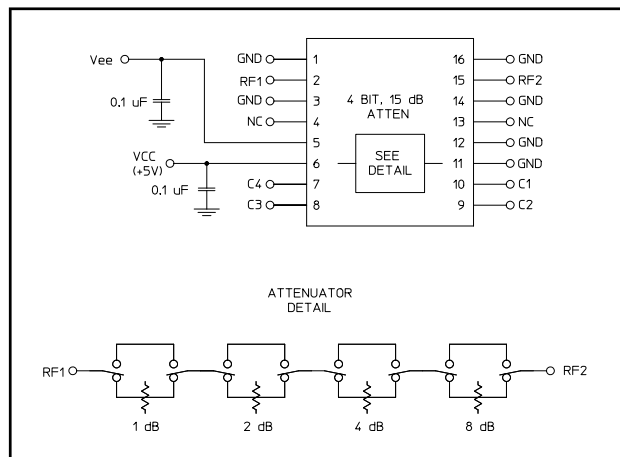 Vee
0.1 uF
VCC
(+5V)
0.1 uF
GND 1
RF1 2
GND 3
NC 4
5
6
C4 7
C3 8
4 BIT, 15 dB
ATTEN
SEE
DETAIL
16 GND
15 RF2
14 GND
13 NC
12 GND
11 GND
10 C1
9 C2
ATTENUATOR
DETAIL
RF1 RF2
1 dB 2 dB 4 dB 8 dB